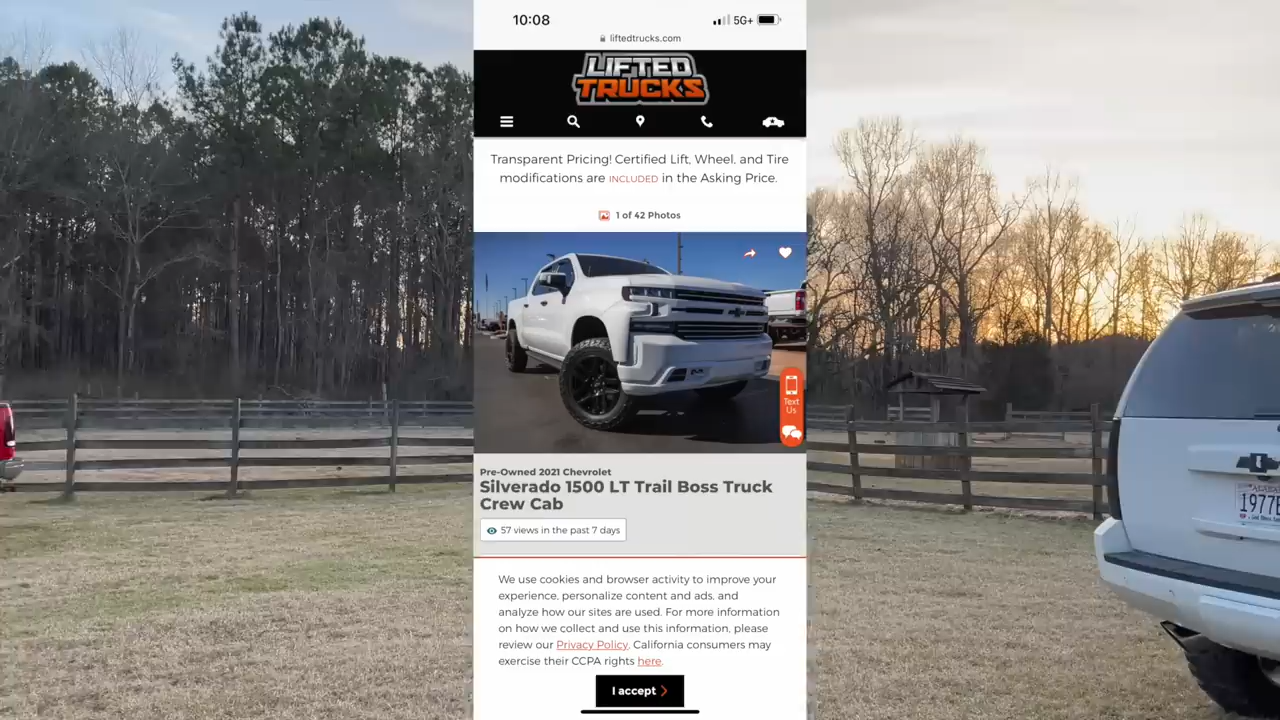 10:08
5G+
liftedtrucks.com
LIFTED
TRUCKS
Transparent Pricing! Certified Lift, Wheel, and Tire
modifications are INCLUDED in the Asking Price.
1 of 42 Photos
Text
Us
Pre-Owned 2021 Chevrolet
Silverado 1500 LT Trail Boss Truck
Crew Cab
57 views in the past 7 days
We use cookies and browser activity to improve your
experience, personalize content and ads, and
analyze how our sites are used. For more information
on how we collect and use this information, please
review our Privacy Policy. California consumers may
exercise their CCPA rights here.
I accept
1977